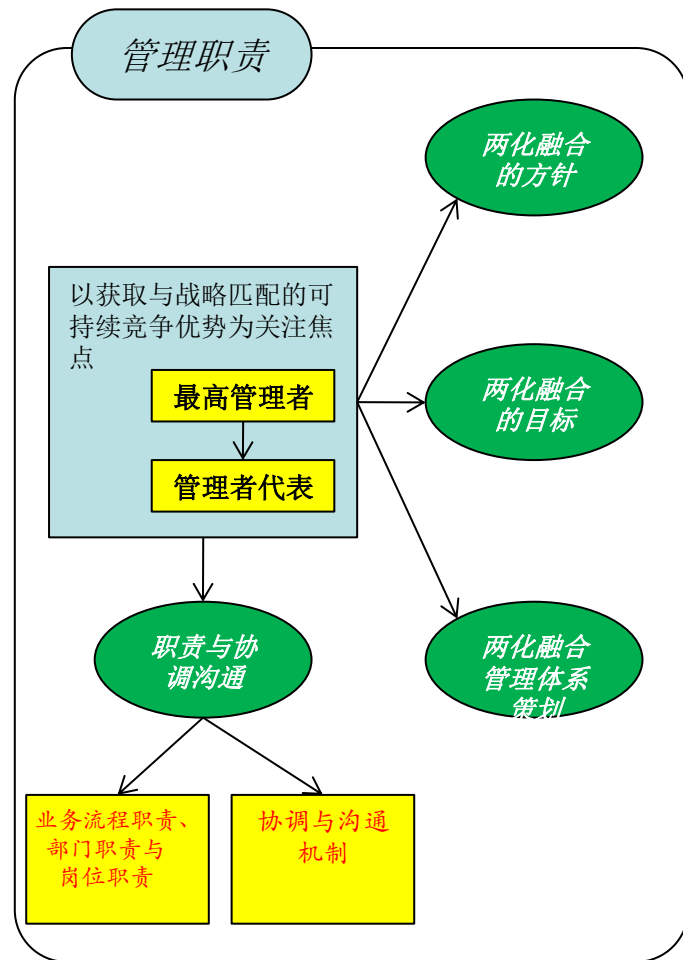 管理职责
两化融合
的方针
以获取与战略匹配的可
持续竞争优势为关注焦
点
最高管理者
管理者代表
两化融合
的目标
职责与协
调沟通
两化融合
管理体系
策划
业务流程职责、
部门职责与
岗位职责
协调与沟通
机制